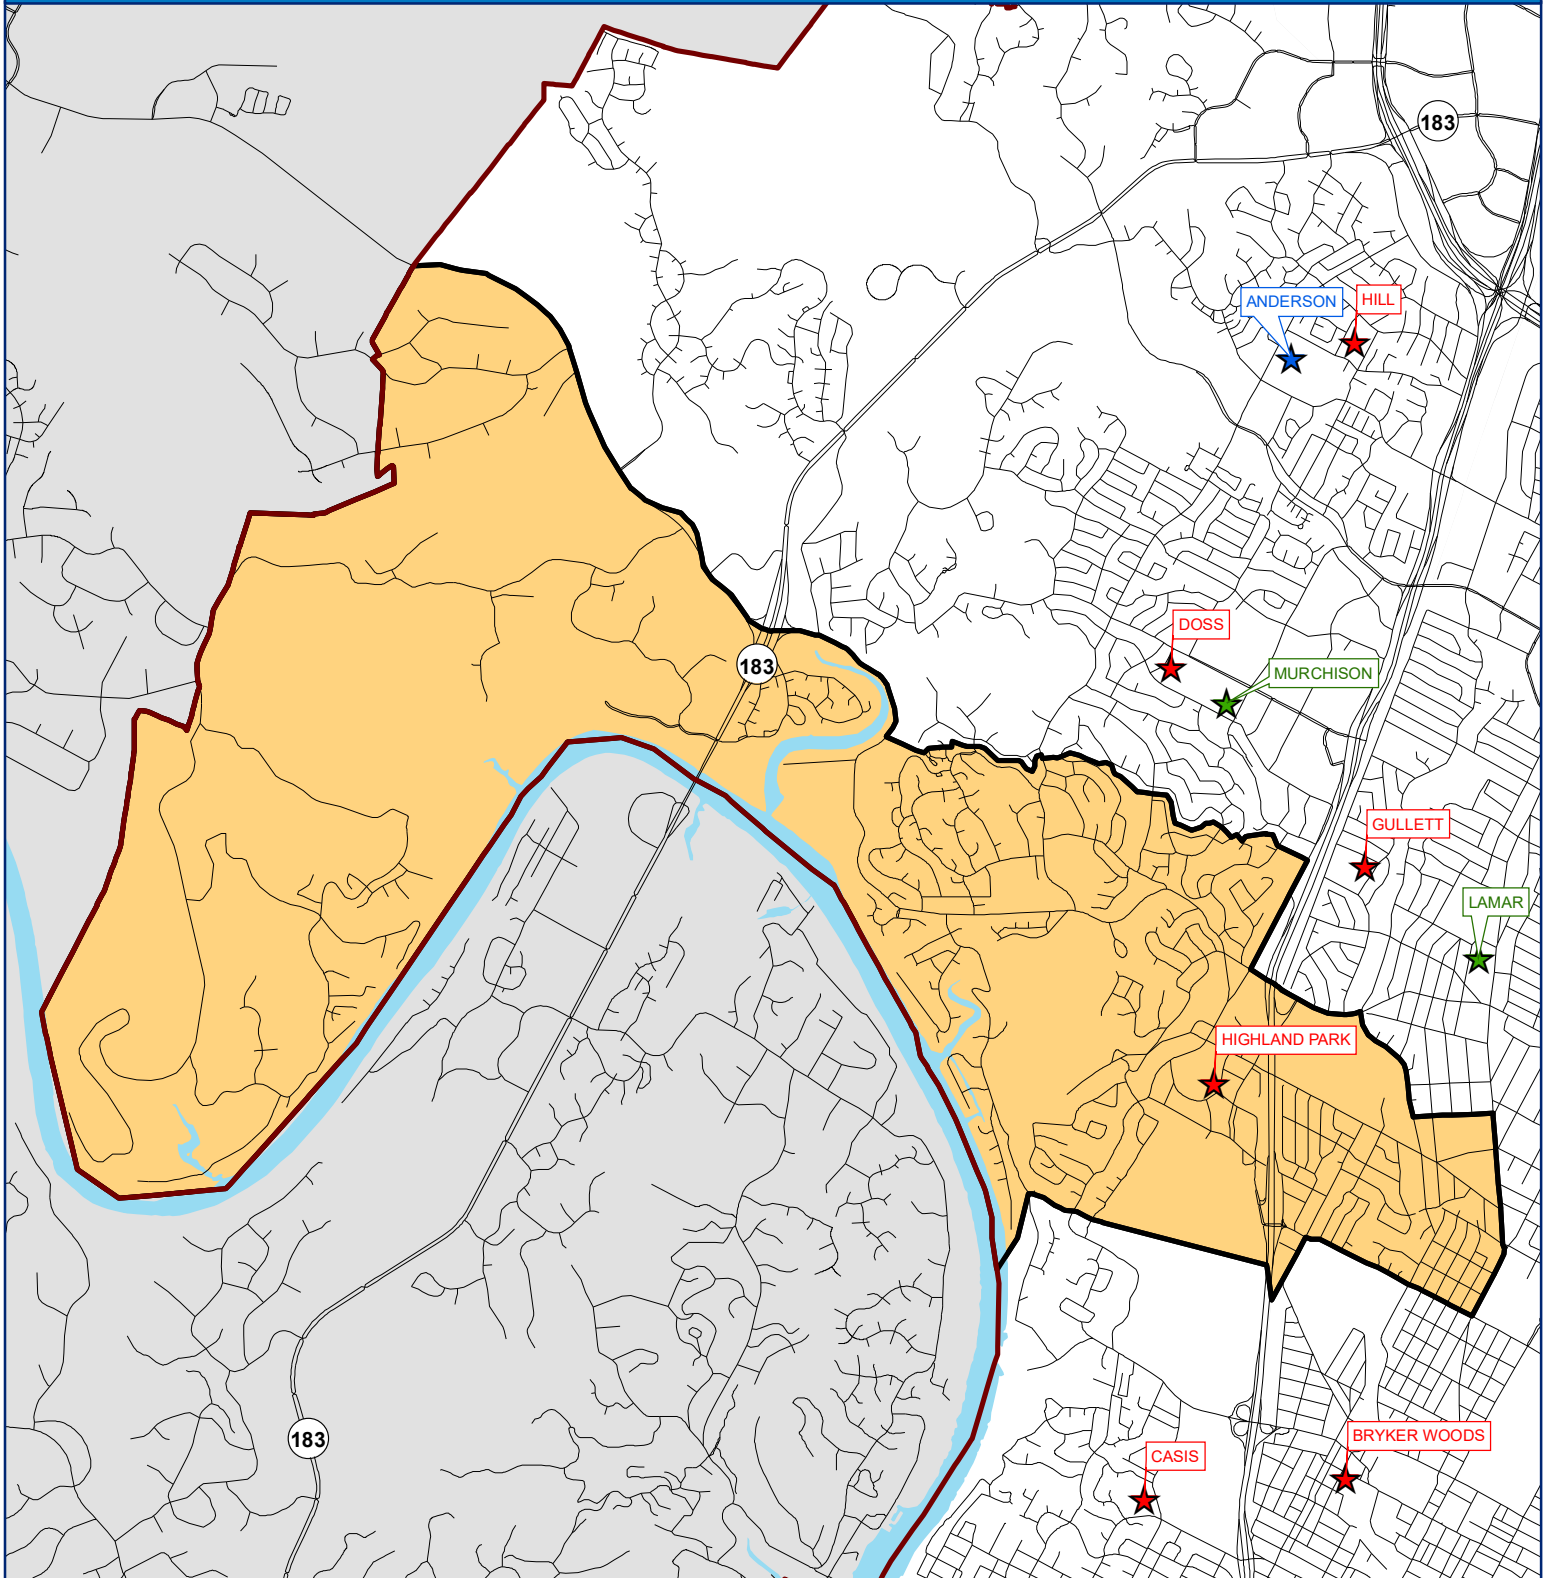 183
ANDERSON
HILL
DOSS
183
MURCHISON
GULLETT
LAMAR
HIGHLAND PARK
183
BRYKER WOODS
CASIS